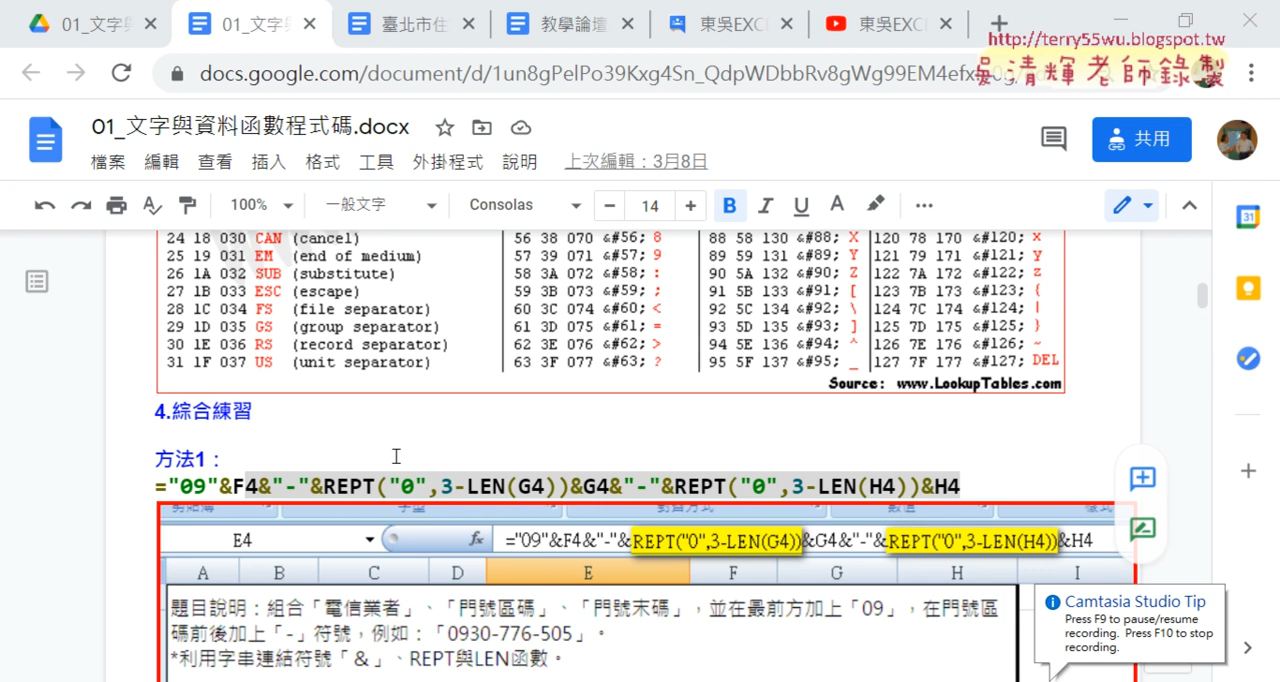 01_文字
01_文字
臺北市住
教學論壇
東吳EXC
東吳EXC
http://terry55wu.blogspot.tw
吳清輝老師錄製
docs.google.com/document/d/1un8gPelPo39Kxg4Sn_QdpWDbbRv8gWg99EM4efx
01_文字與資料函數程式碼.docx
共用
檔案 編輯 查看 插入 格式 工具 外掛程式 說明 上次編輯：3月8日
100% 一般文字 Consolas 14 B I U A
24 18 030 CAN (cancel) 56 38 070 &#56; 8 88 58 130 &#88; X 120 78 170 &#120; x
25 19 031 EM (end of medium) 57 39 071 &#57; 9 89 59 131 &#89; Y 121 79 171 &#121; y
26 1A 032 SUB (substitute) 58 3A 072 &#58; : 90 5A 132 &#90; Z 122 7A 172 &#122; z
27 1B 033 ESC (escape) 59 3B 073 &#59; ; 91 5B 133 &#91; [ 123 7B 173 &#123; {
28 1C 034 FS (file separator) 60 3C 074 &#60; < 92 5C 134 &#92; \ 124 7C 174 &#124; |
29 1D 035 GS (group separator) 61 3D 075 &#61; = 93 5D 135 &#93; ] 125 7D 175 &#125; }
30 1E 036 RS (record separator) 62 3E 076 &#62; > 94 5E 136 &#94; ^ 126 7E 176 &#126; ~
31 1F 037 US (unit separator) 63 3F 077 &#63; ? 95 5F 137 &#95; _ 127 7F 177 &#127; DEL
Source: www.LookupTables.com
4.綜合練習
方法1：
="09"&F4&"-"&REPT("0",3-LEN(G4))&G4&"-"&REPT("0",3-LEN(H4))&H4
剪貼簿 字型 對齊方式 數值 樣式
E4 fx ="09"&F4&"-"&REPT("0",3-LEN(G4))&G4&"-"&REPT("0",3-LEN(H4))&H4
A B C D E F G H I
題目說明：組合「電信業者」、「門號區碼」、「門號末碼」，並在最前方加上「09」，在門號區
碼前後加上「-」符號，例如：「0930-776-505」。
*利用字串連結符號「＆」、REPT與LEN函數。
Camtasia Studio Tip
Press F9 to pause/resume
recording. Press F10 to stop
recording.
31